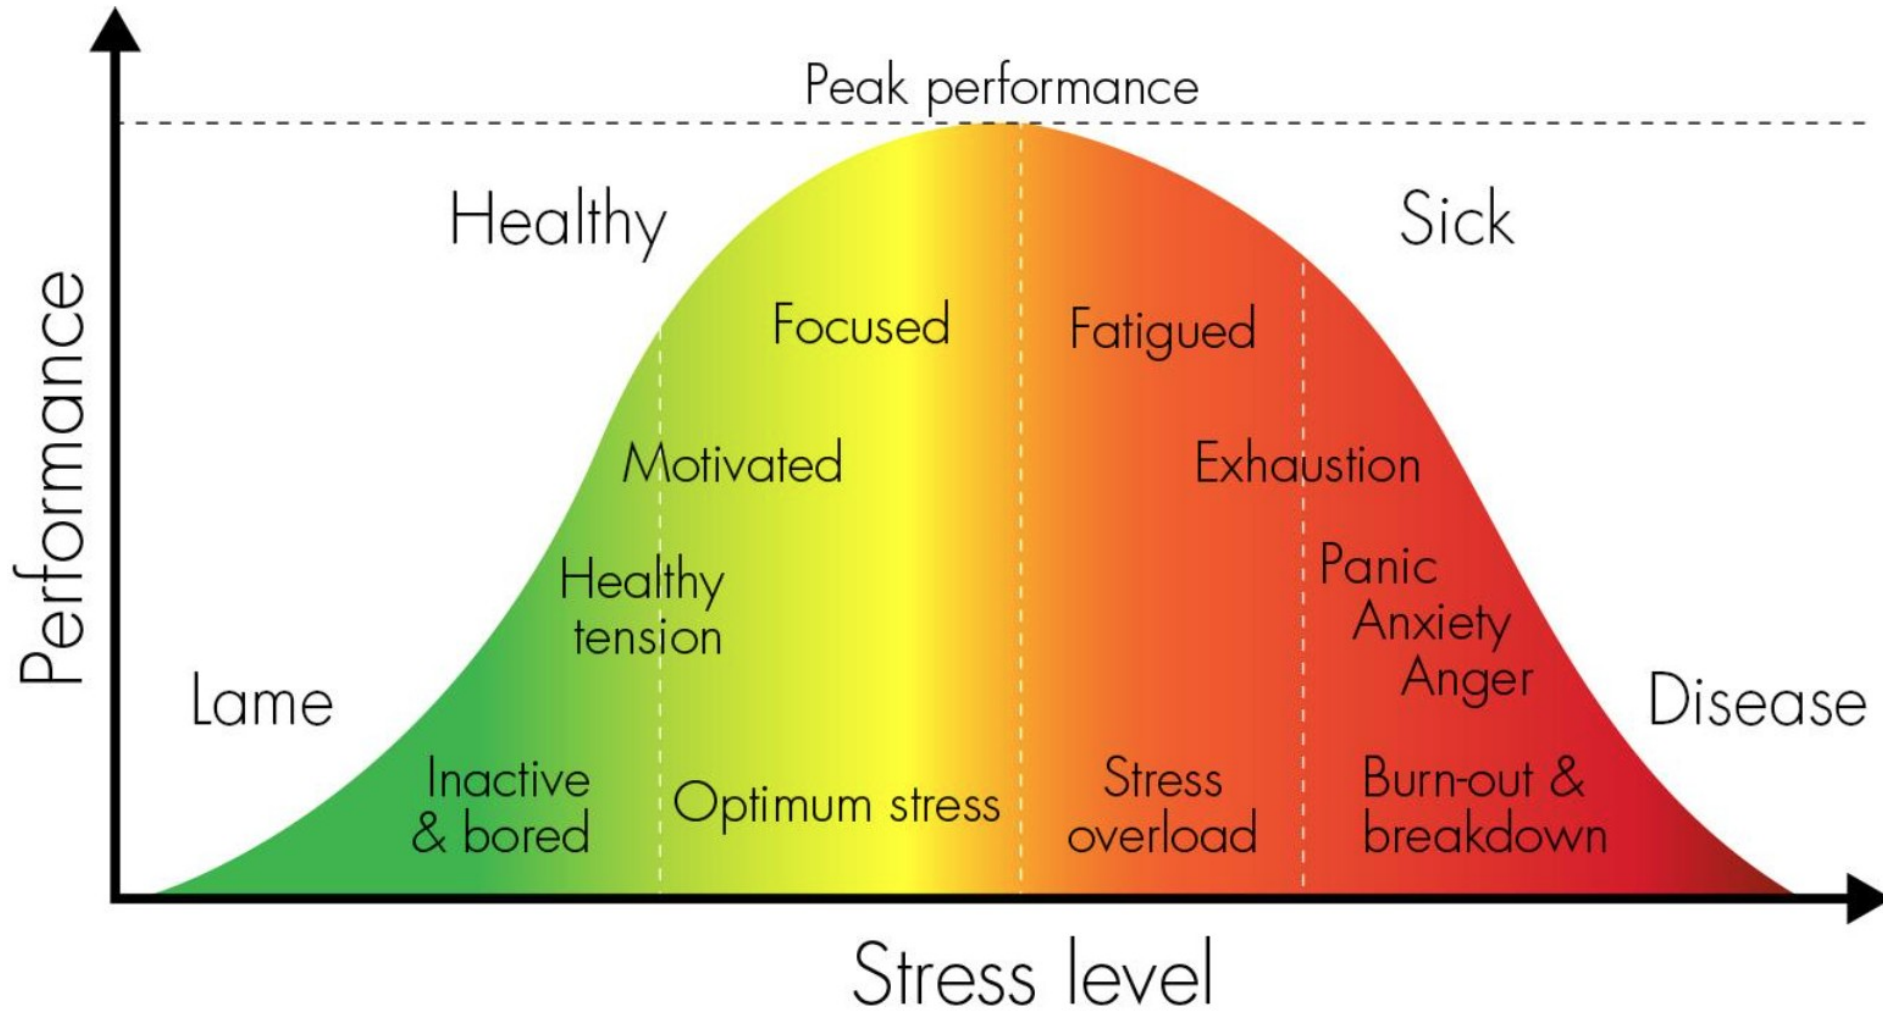 Peak performance
Healthy
Sick
Focused
Fatigued
Motivated
Exhaustion
Healthy
tension
Panic
Anxiety
Anger
Lame
Disease
Inactive
& bored
Optimum stress
Stress
overload
Burn-out &
breakdown
Performance
Stress level